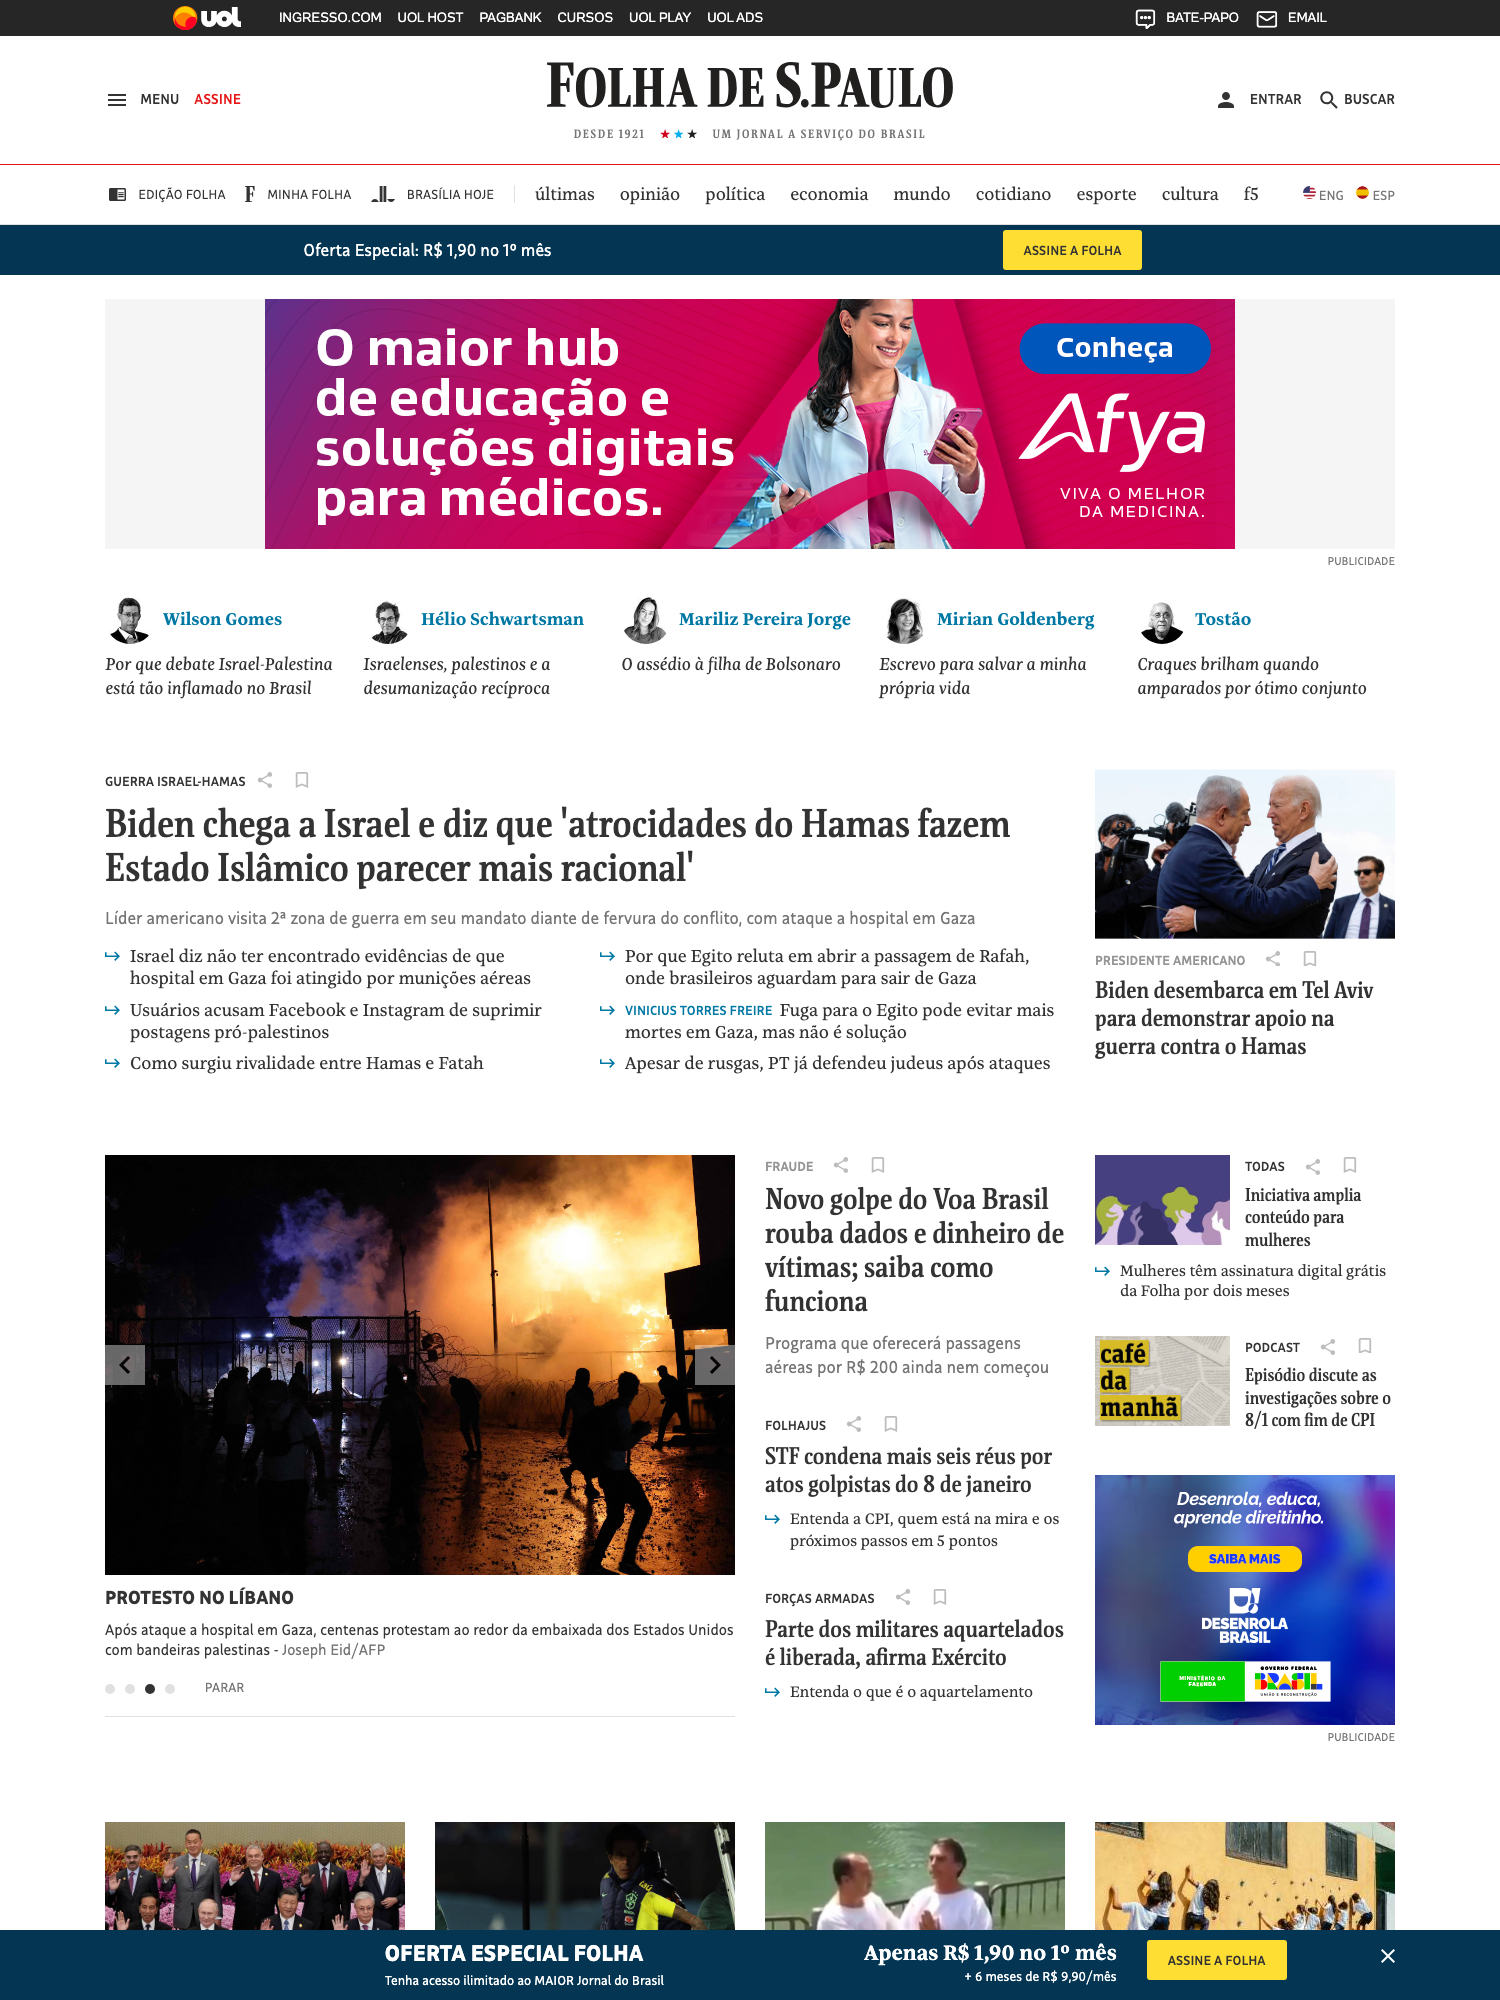 uol INGRESSO.COM UOL HOST PAGBANK CURSOS UOL PLAY UOL ADS BATE-PAPO EMAIL
MENU ASSINE FOLHA DE S.PAULO ENTRAR BUSCAR
DESDE 1921 ★★★ UM JORNAL A SERVIÇO DO BRASIL
EDIÇÃO FOLHA F MINHA FOLHA BRASÍLIA HOJE últimas opinião política economia mundo cotidiano esporte cultura f5 ENG ESP
Oferta Especial: R$ 1,90 no 1º mês ASSINE A FOLHA
O maior hub
de educação e
soluções digitais
para médicos.
Conheça
Afya
VIVA O MELHOR
DA MEDICINA.
PUBLICIDADE
Wilson Gomes
Por que debate Israel-Palestina
está tão inflamado no Brasil
Hélio Schwartsman
Israelenses, palestinos e a
desumanização recíproca
Mariliz Pereira Jorge
O assédio à filha de Bolsonaro
Mirian Goldenberg
Escrevo para salvar a minha
própria vida
Tostão
Craques brilham quando
amparados por ótimo conjunto
GUERRA ISRAEL-HAMAS
Biden chega a Israel e diz que 'atrocidades do Hamas fazem
Estado Islâmico parecer mais racional'
Líder americano visita 2ª zona de guerra em seu mandato diante de fervura do conflito, com ataque a hospital em Gaza
Israel diz não ter encontrado evidências de que
hospital em Gaza foi atingido por munições aéreas
Usuários acusam Facebook e Instagram de suprimir
postagens pró-palestinos
Como surgiu rivalidade entre Hamas e Fatah
Por que Egito reluta em abrir a passagem de Rafah,
onde brasileiros aguardam para sair de Gaza
VINICIUS TORRES FREIRE Fuga para o Egito pode evitar mais
mortes em Gaza, mas não é solução
Apesar de rusgas, PT já defendeu judeus após ataques
PRESIDENTE AMERICANO
Biden desembarca em Tel Aviv
para demonstrar apoio na
guerra contra o Hamas
POLICE
PROTESTO NO LÍBANO
Após ataque a hospital em Gaza, centenas protestam ao redor da embaixada dos Estados Unidos
com bandeiras palestinas - Joseph Eid/AFP
PARAR
FRAUDE
Novo golpe do Voa Brasil
rouba dados e dinheiro de
vítimas; saiba como
funciona
Programa que oferecerá passagens
aéreas por R$ 200 ainda nem começou
FOLHAJUS
STF condena mais seis réus por
atos golpistas do 8 de janeiro
Entenda a CPI, quem está na mira e os
próximos passos em 5 pontos
FORÇAS ARMADAS
Parte dos militares aquartelados
é liberada, afirma Exército
Entenda o que é o aquartelamento
TODAS
Iniciativa amplia
conteúdo para
mulheres
Mulheres têm assinatura digital grátis
da Folha por dois meses
café
da
manhã
PODCAST
Episódio discute as
investigações sobre o
8/1 com fim de CPI
Desenrola, educa,
aprende direitinho.
SAIBA MAIS
D!
DESENROLA
BRASIL
MINISTÉRIO DA
FAZENDA
GOVERNO FEDERAL
BRASIL
UNIÃO E RECONSTRUÇÃO
PUBLICIDADE
OFERTA ESPECIAL FOLHA
Tenha acesso ilimitado ao MAIOR Jornal do Brasil
Apenas R$ 1,90 no 1º mês
+ 6 meses de R$ 9,90/mês
ASSINE A FOLHA